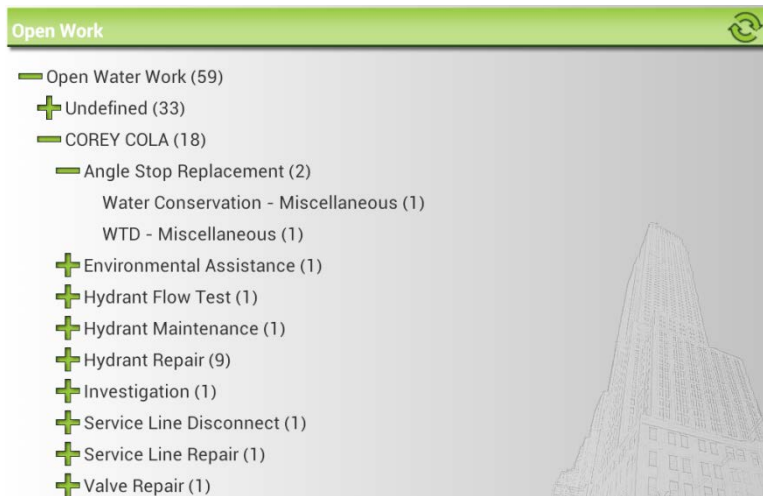 Open Work
Open Water Work (59)
Undefined (33)
COREY COLA (18)
Angle Stop Replacement (2)
Water Conservation - Miscellaneous (1)
WTD - Miscellaneous (1)
Environmental Assistance (1)
Hydrant Flow Test (1)
Hydrant Maintenance (1)
Hydrant Repair (9)
Investigation (1)
Service Line Disconnect (1)
Service Line Repair (1)
Valve Repair (1)